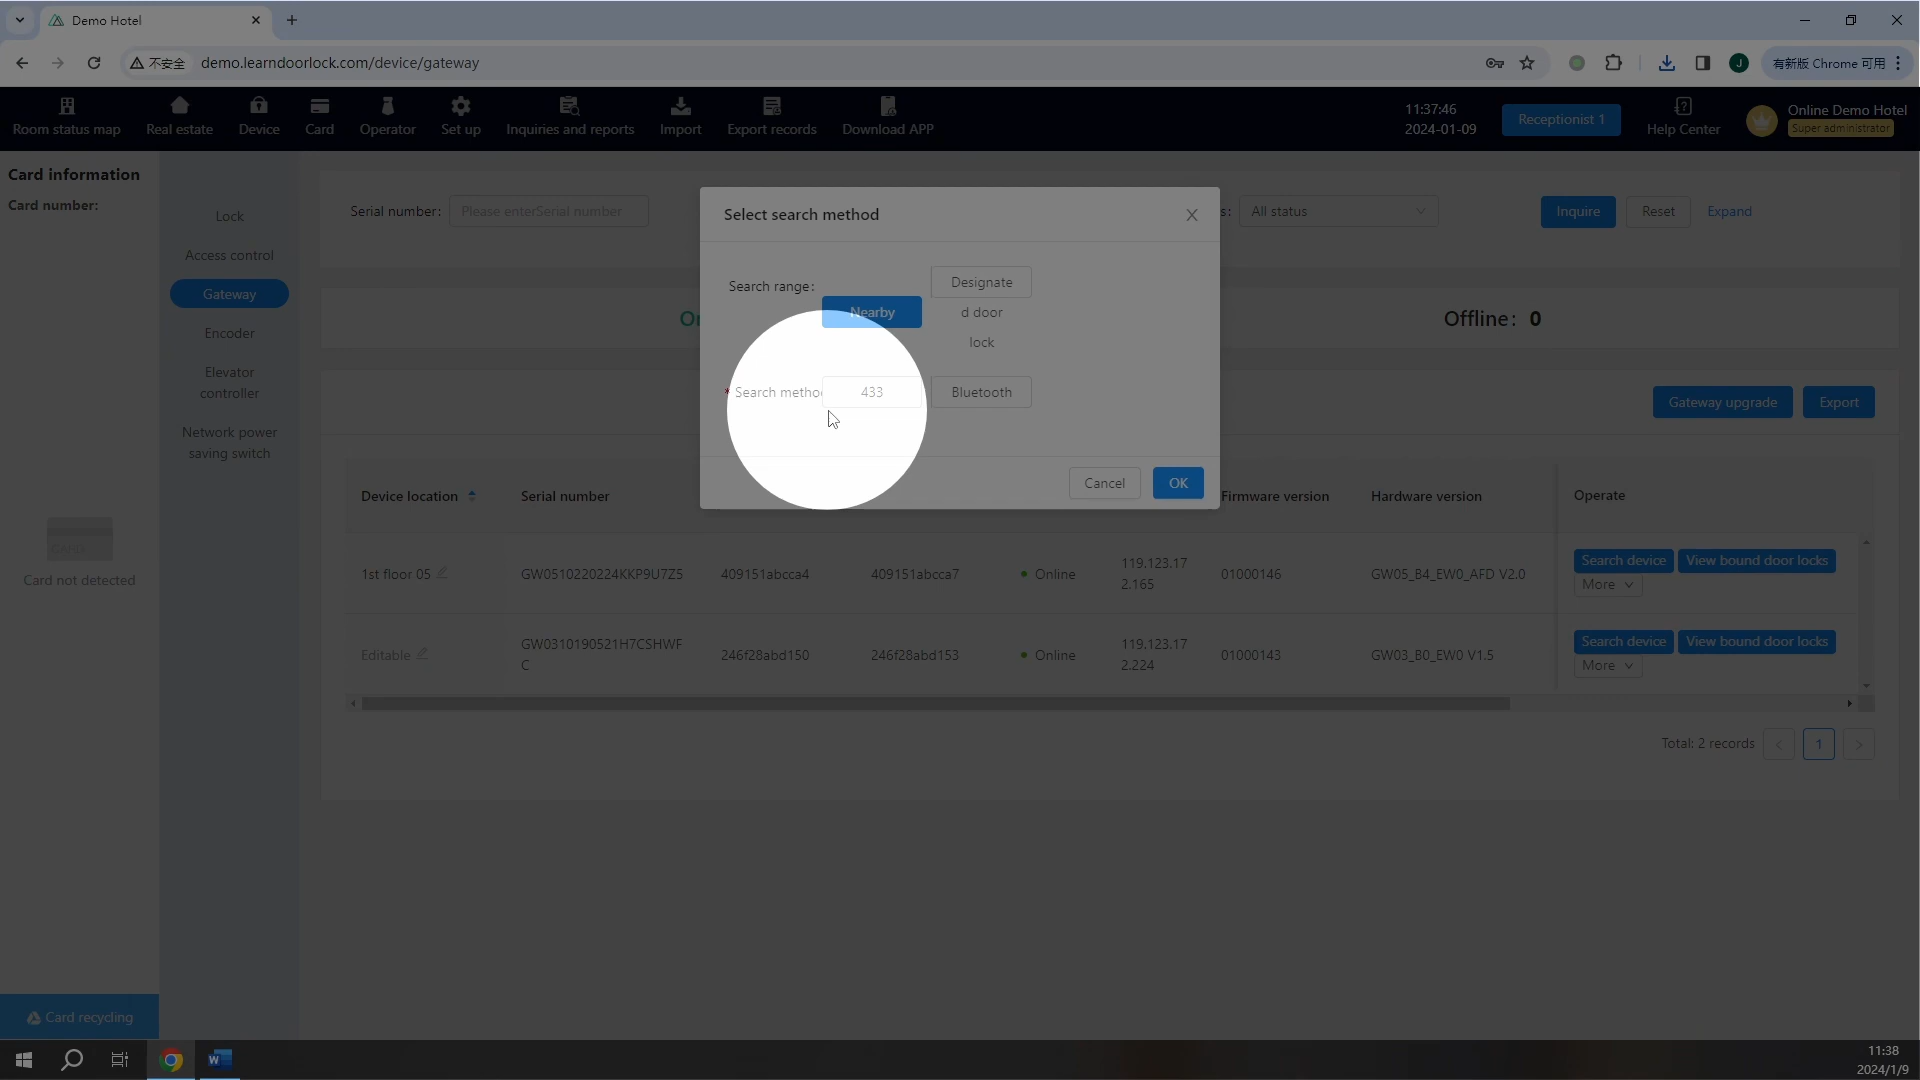 Demo Hotel
不安全
demo.learndoorlock.com/device/gateway
J
有新版 Chrome 可用
Room status map
Real estate
Device
Card
Operator
Set up
Inquiries and reports
Import
Export records
Download APP
11:37:46
2024-01-09
Receptionist 1
Help Center
Online Demo Hotel
Super administrator
Card information
Card number:
Card not detected
Card recycling
Lock
Access control
Gateway
Encoder
Elevator
controller
Network power
saving switch
Serial number:
Please enterSerial number
s:
All status
Inquire
Reset
Expand
Select search method
Search range:
Nearby
Designate
d door
lock
* Search metho
433
Bluetooth
Cancel
OK
Offline: 0
Gateway upgrade
Export
Device location
Serial number
Firmware version
Hardware version
Operate
1st floor 05
GW0510220224KKP9U7Z5
409151abcca4
409151abcca7
Online
119.123.17
2.165
01000146
GW05_B4_EW0_AFD V2.0
Search device
View bound door locks
More
Editable
GW0310190521H7CSHWF
C
246f28abd150
246f28abd153
Online
119.123.17
2.224
01000143
GW03_B0_EW0 V1.5
Search device
View bound door locks
More
Total: 2 records
1
11:38
2024/1/9